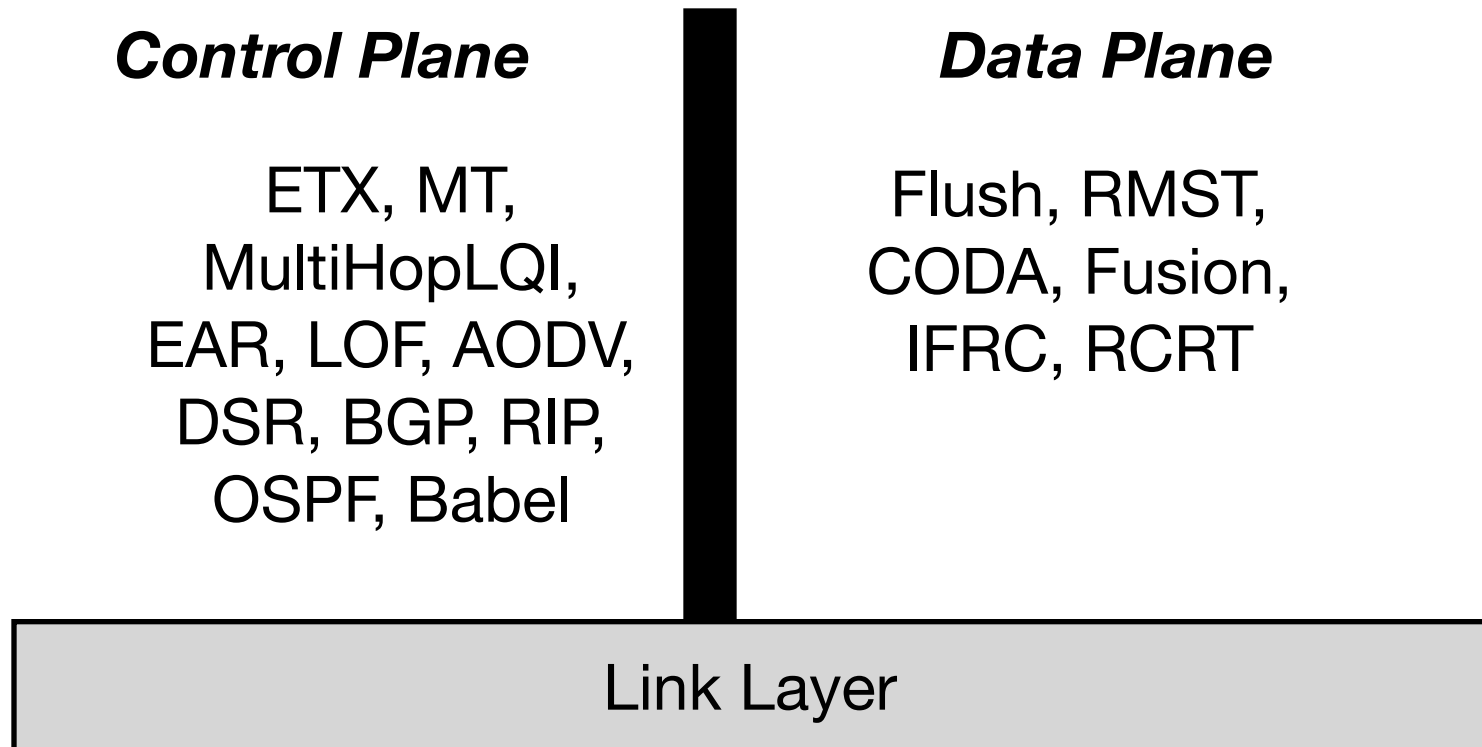 Control Plane
ETX, MT,
MultiHopLQI,
EAR, LOF, AODV,
DSR, BGP, RIP,
OSPF, Babel
Data Plane
Flush, RMST,
CODA, Fusion,
IFRC, RCRT
Link Layer